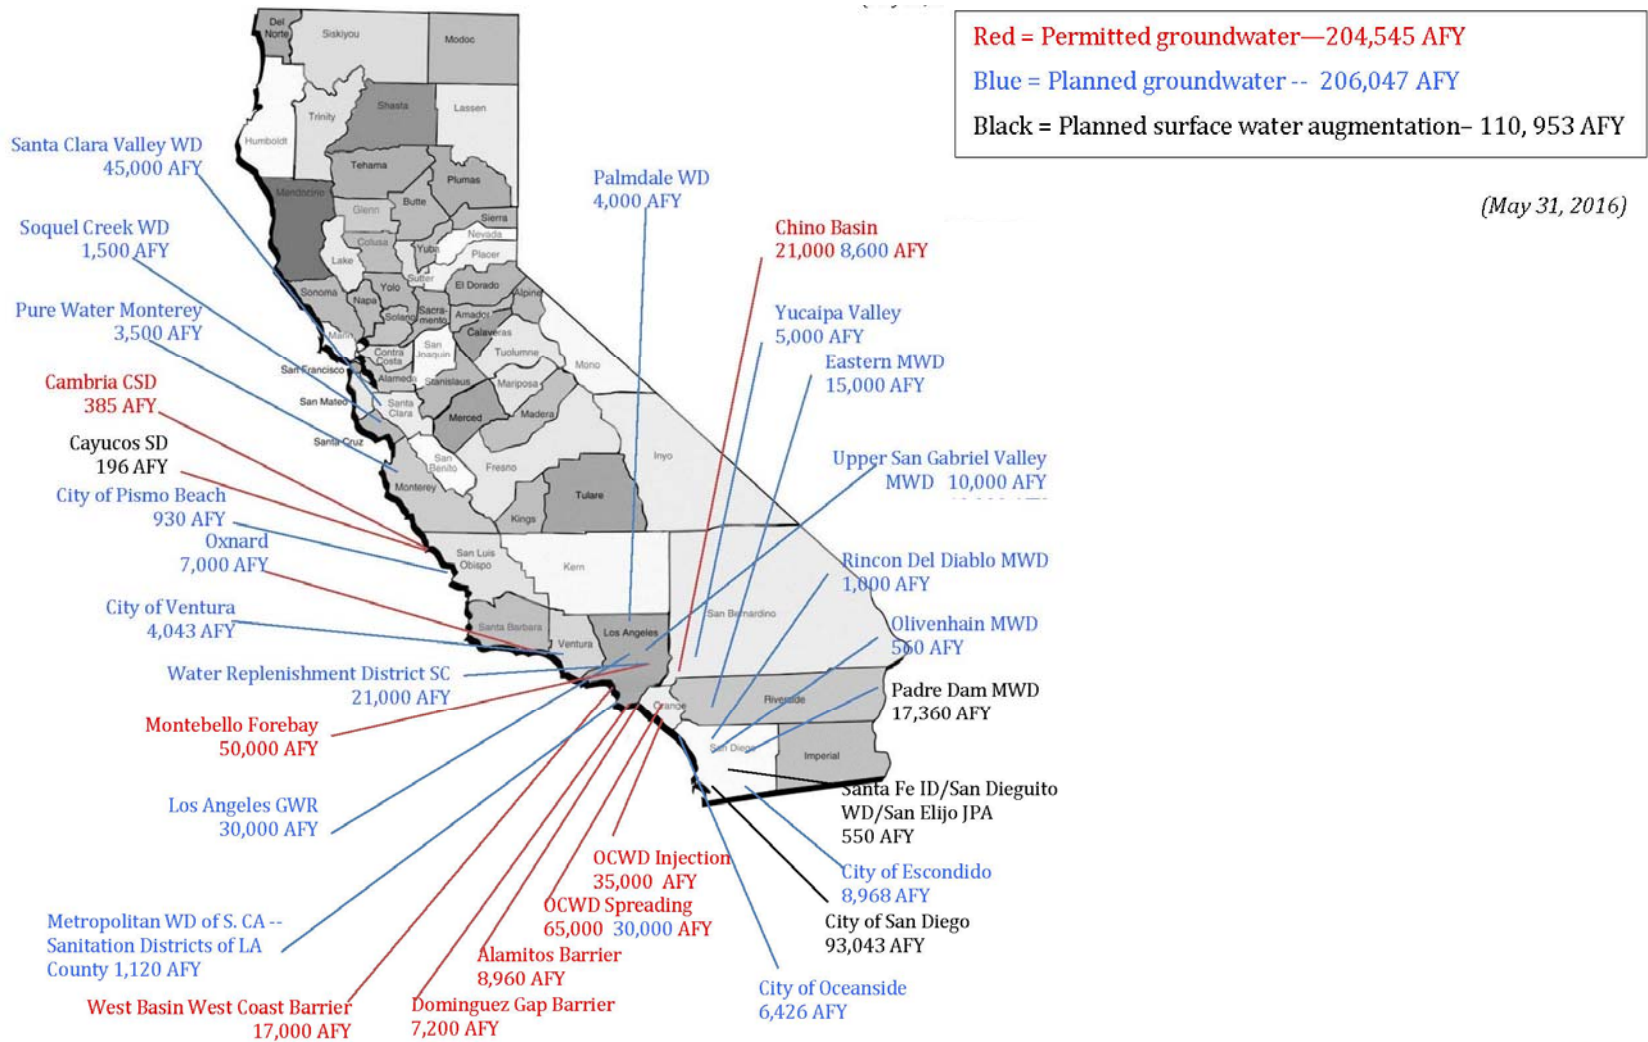 Red = Permitted groundwater—204,545 AFY
Blue = Planned groundwater -- 206,047 AFY
Black = Planned surface water augmentation– 110, 953 AFY
(May 31, 2016)
Santa Clara Valley WD
45,000 AFY
Soquel Creek WD
1,500 AFY
Pure Water Monterey
3,500 AFY
Cambria CSD
385 AFY
Cayucos SD
196 AFY
City of Pismo Beach
930 AFY
Oxnard
7,000 AFY
City of Ventura
4,043 AFY
Water Replenishment District SC
21,000 AFY
Montebello Forebay
50,000 AFY
Los Angeles GWR
30,000 AFY
Metropolitan WD of S. CA --
Sanitation Districts of LA
County 1,120 AFY
West Basin West Coast Barrier
17,000 AFY
Dominguez Gap Barrier
7,200 AFY
Alamitos Barrier
8,960 AFY
OCWD Spreading
65,000 30,000 AFY
OCWD Injection
35,000 AFY
Palmdale WD
4,000 AFY
Chino Basin
21,000 8,600 AFY
Yucaipa Valley
5,000 AFY
Eastern MWD
15,000 AFY
Upper San Gabriel Valley
MWD 10,000 AFY
Rincon Del Diablo MWD
1,000 AFY
Olivenhain MWD
560 AFY
Padre Dam MWD
17,360 AFY
Santa Fe ID/San Dieguito
WD/San Elijo JPA
550 AFY
City of Escondido
8,968 AFY
City of San Diego
93,043 AFY
City of Oceanside
6,426 AFY
Del
Norte
Siskiyou
Modoc
Humboldt
Trinity
Shasta
Lassen
Tehama
Plumas
Mendocino
Glenn
Butte
Sierra
Nevada
Placer
Colusa
Yuba
Lake
Sutter
El Dorado
Alpine
Sonoma
Napa
Yolo
Solano
Sacra-
mento
Amador
Calaveras
Marin
Contra
Costa
San
Joaquin
Tuolumne
Mono
San Francisco
Alameda
Stanislaus
Mariposa
San Mateo
Santa
Clara
Merced
Madera
Santa Cruz
San
Benito
Fresno
Inyo
Monterey
Kings
Tulare
San Luis
Obispo
Kern
San Bernardino
Santa Barbara
Ventura
Los Angeles
Orange
Riverside
San Diego
Imperial